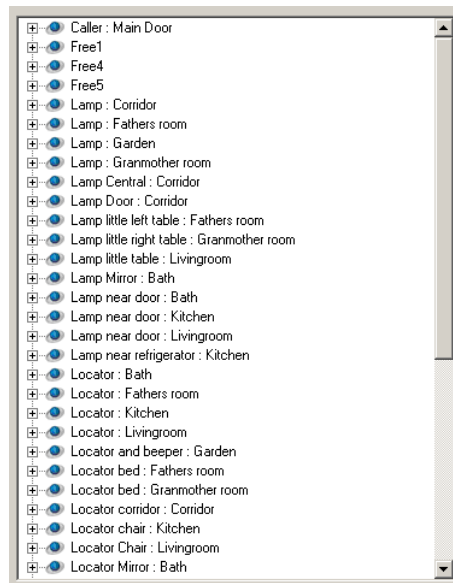 Caller : Main Door
Free1
Free4
Free5
Lamp : Corridor
Lamp : Fathers room
Lamp : Garden
Lamp : Granmother room
Lamp Central : Corridor
Lamp Door : Corridor
Lamp little left table : Fathers room
Lamp little right table : Granmother room
Lamp little table : Livingroom
Lamp Mirror : Bath
Lamp near door : Bath
Lamp near door : Kitchen
Lamp near door : Livingroom
Lamp near refrigerator : Kitchen
Locator : Bath
Locator : Fathers room
Locator : Kitchen
Locator : Livingroom
Locator and beeper : Garden
Locator bed : Fathers room
Locator bed : Granmother room
Locator corridor : Corridor
Locator chair : Kitchen
Locator Chair : Livingroom
Locator Mirror : Bath